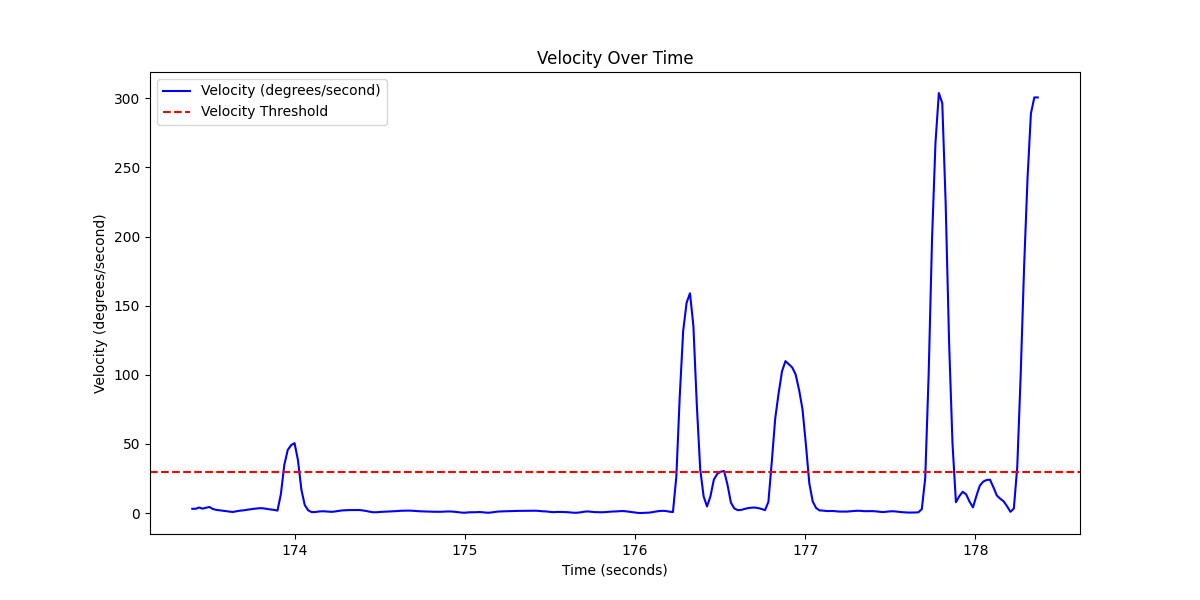 Velocity Over Time
Velocity (degrees/second)
Velocity Threshold
300
250
200
150
100
50
0
Velocity (degrees/second)
174 175 176 177 178
Time (seconds)